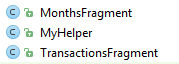 C MonthsFragment
C MyHelper
C TransactionsFragment